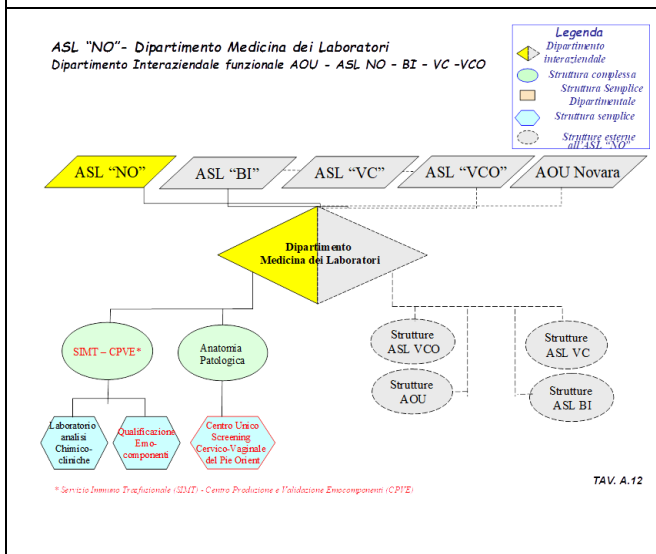 ASL “NO”- Dipartimento Medicina dei Laboratori
Dipartimento Interaziendale funzionale AOU - ASL NO – BI – VC -VCO
Legenda
Dipartimento
interaziendale
Struttura complessa
Struttura Semplice
Dipartimentale
Struttura semplice
Strutture esterne
all'ASL “NO”
ASL “NO”
ASL “BI”
ASL “VC”
ASL “VCO”
AOU Novara
Dipartimento
Medicina dei Laboratori
SIMT – CPVE*
Anatomia
Patologica
Strutture
ASL VCO
Strutture
ASL VC
Strutture
AOU
Strutture
ASL BI
Laboratorio
analisi
Chimico-
cliniche
Qualificazione
Emo-
componenti
Centro Unico
Screening
Cervico-Vaginale
del Pie Orient
* Servizio Immuno Trasfusionale (SIMT) - Centro Produzione e Validazione Emocomponenti (CPVE)
TAV. A.12